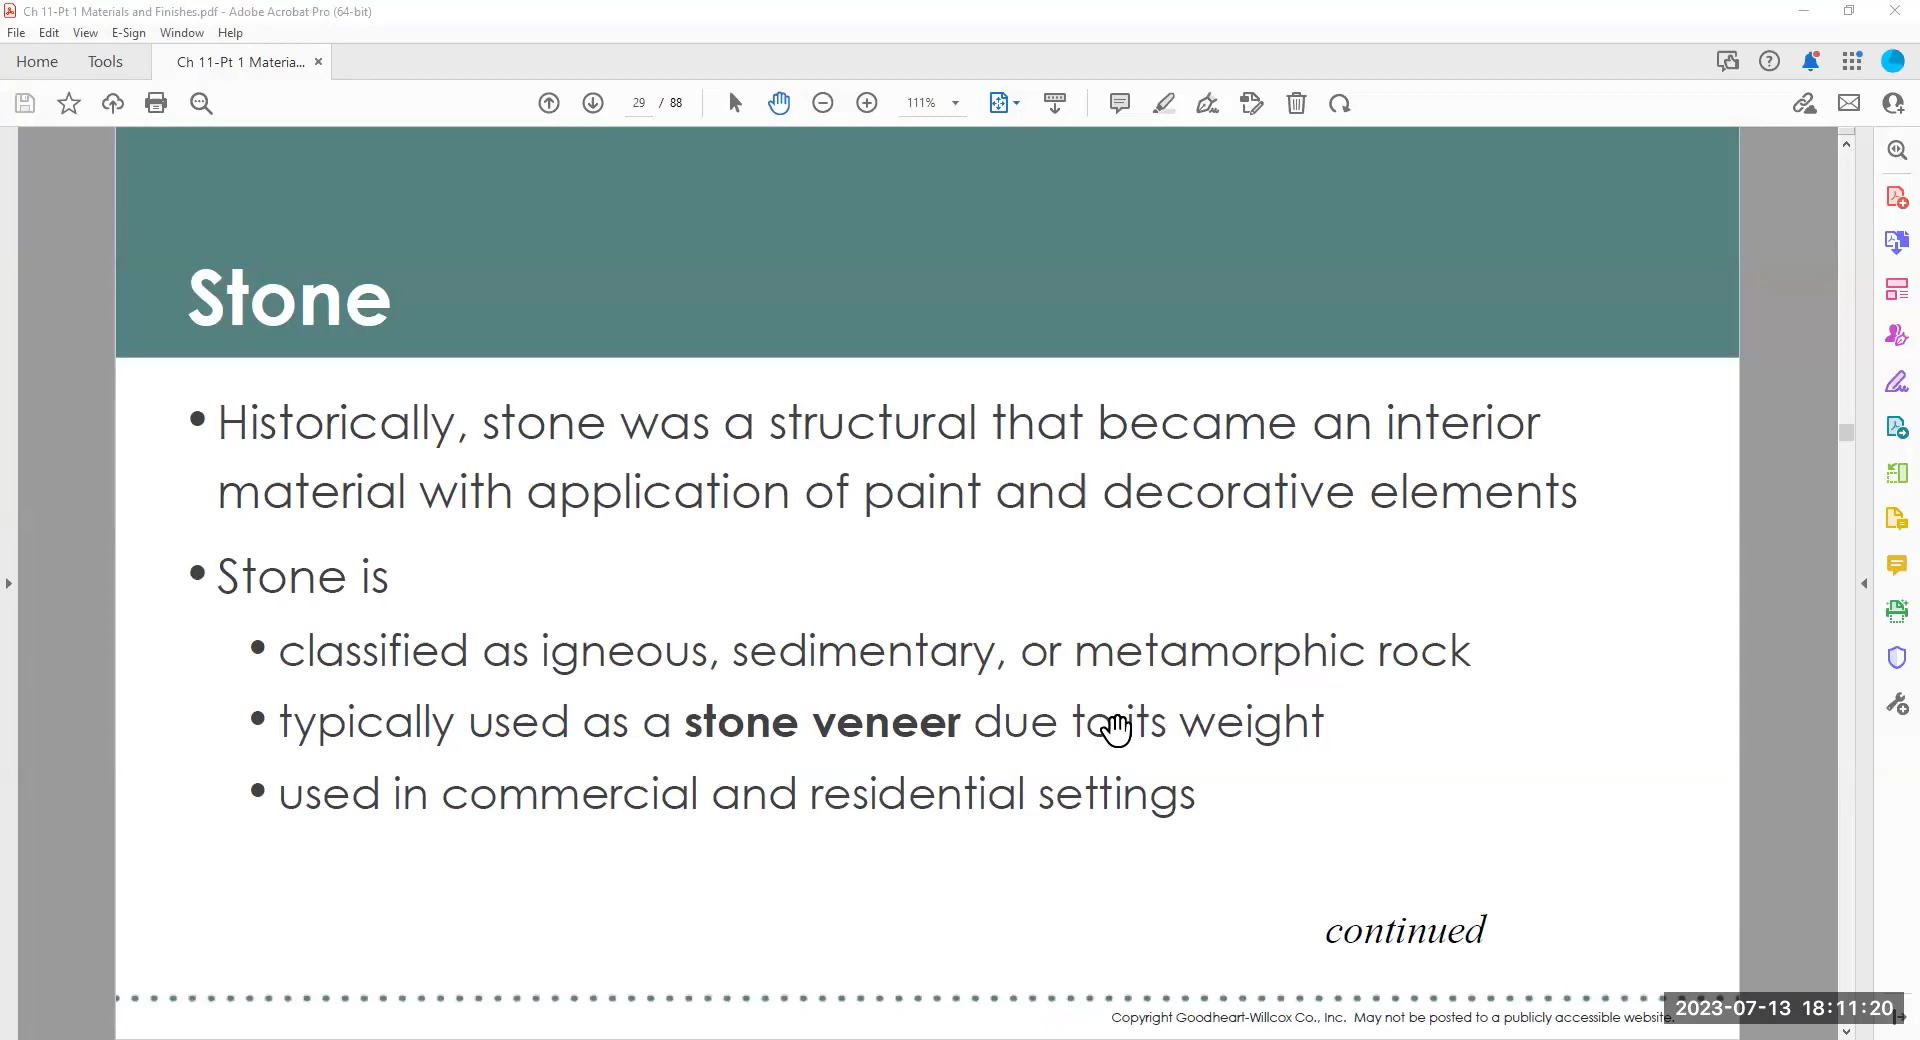 Ch 11-Pt 1 Materials and Finishes.pdf - Adobe Acrobat Pro (64-bit)
File Edit View E-Sign Window Help
Home Tools Ch 11-Pt 1 Materia... ×
29 / 88 111%
Stone
• Historically, stone was a structural that became an interior
material with application of paint and decorative elements
• Stone is
• classified as igneous, sedimentary, or metamorphic rock
• typically used as a stone veneer due to its weight
• used in commercial and residential settings
continued
Copyright Goodheart-Willcox Co., Inc. May not be posted to a publicly accessible website.
2023-07-13 18:11:20